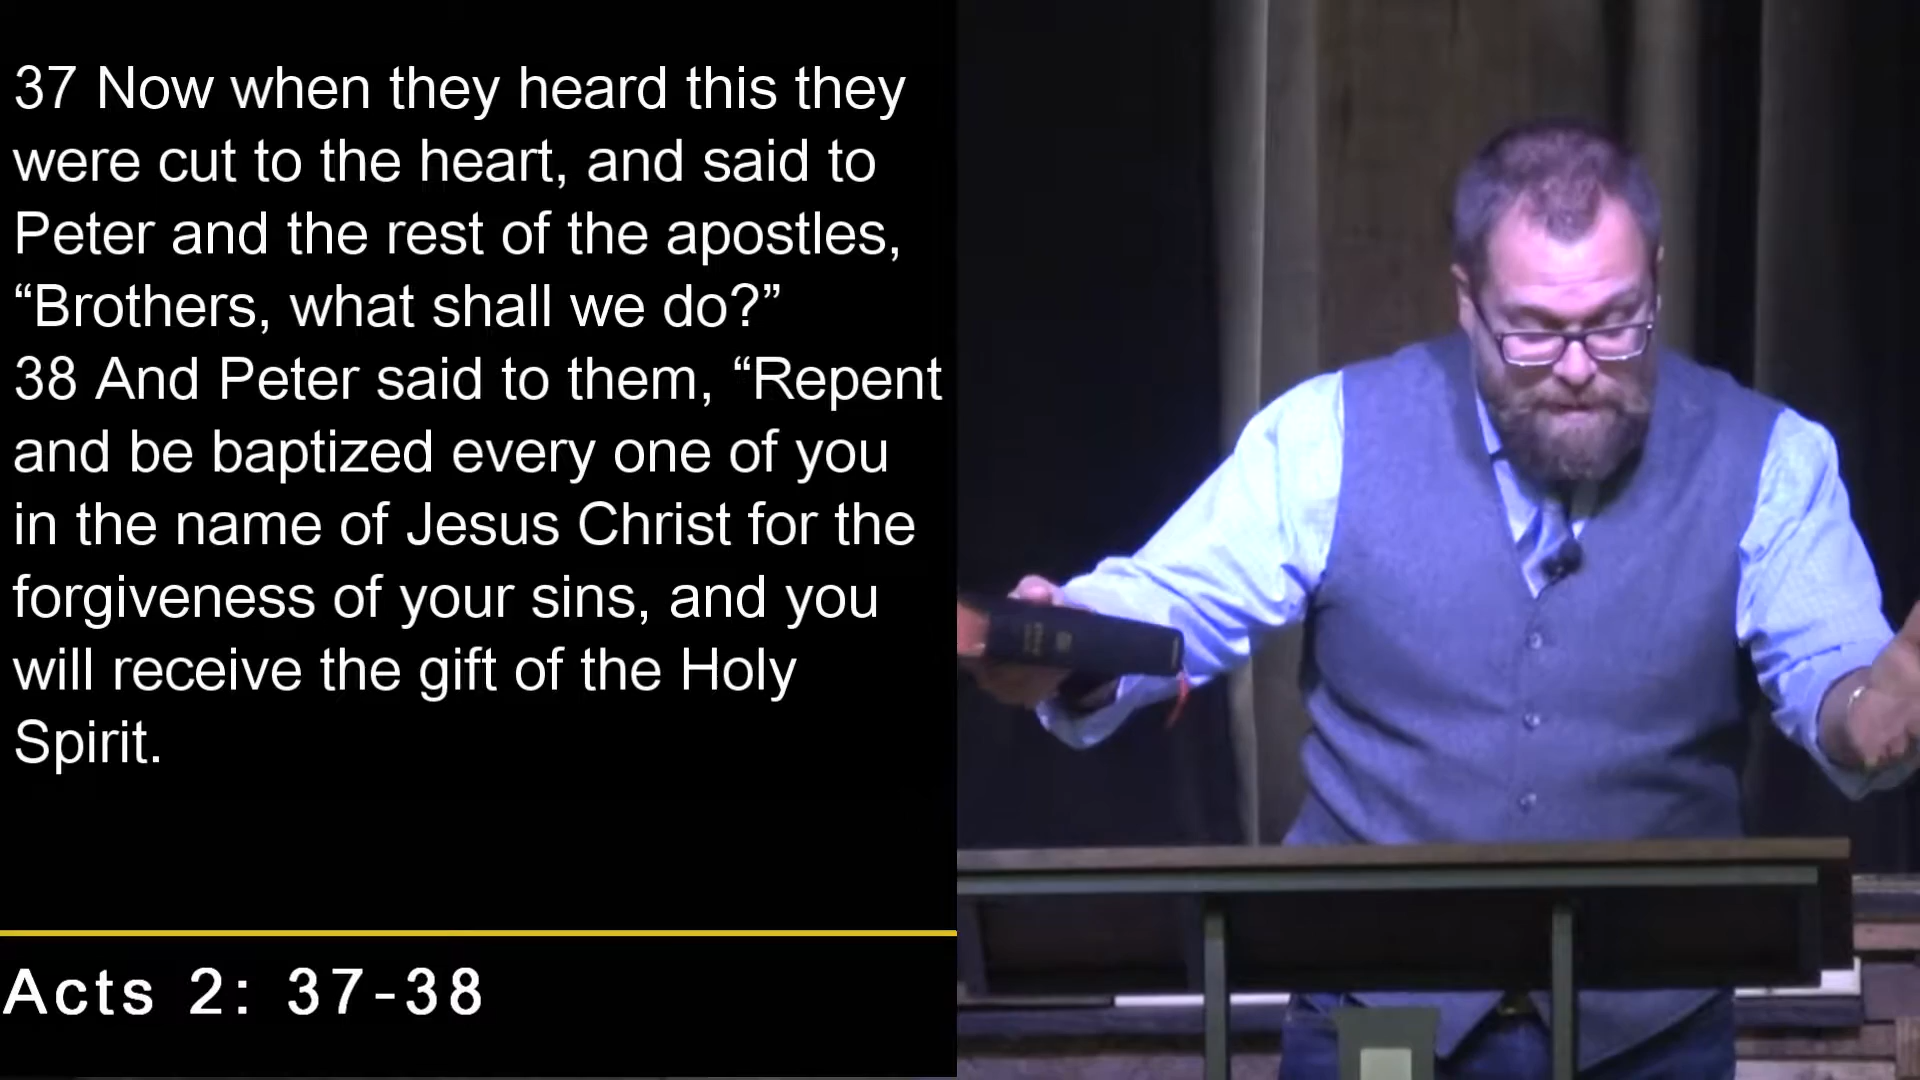 37 Now when they heard this they
were cut to the heart, and said to
Peter and the rest of the apostles,
“Brothers, what shall we do?”
38 And Peter said to them, “Repent
and be baptized every one of you
in the name of Jesus Christ for the
forgiveness of your sins, and you
will receive the gift of the Holy
Spirit.
Acts 2: 37-38